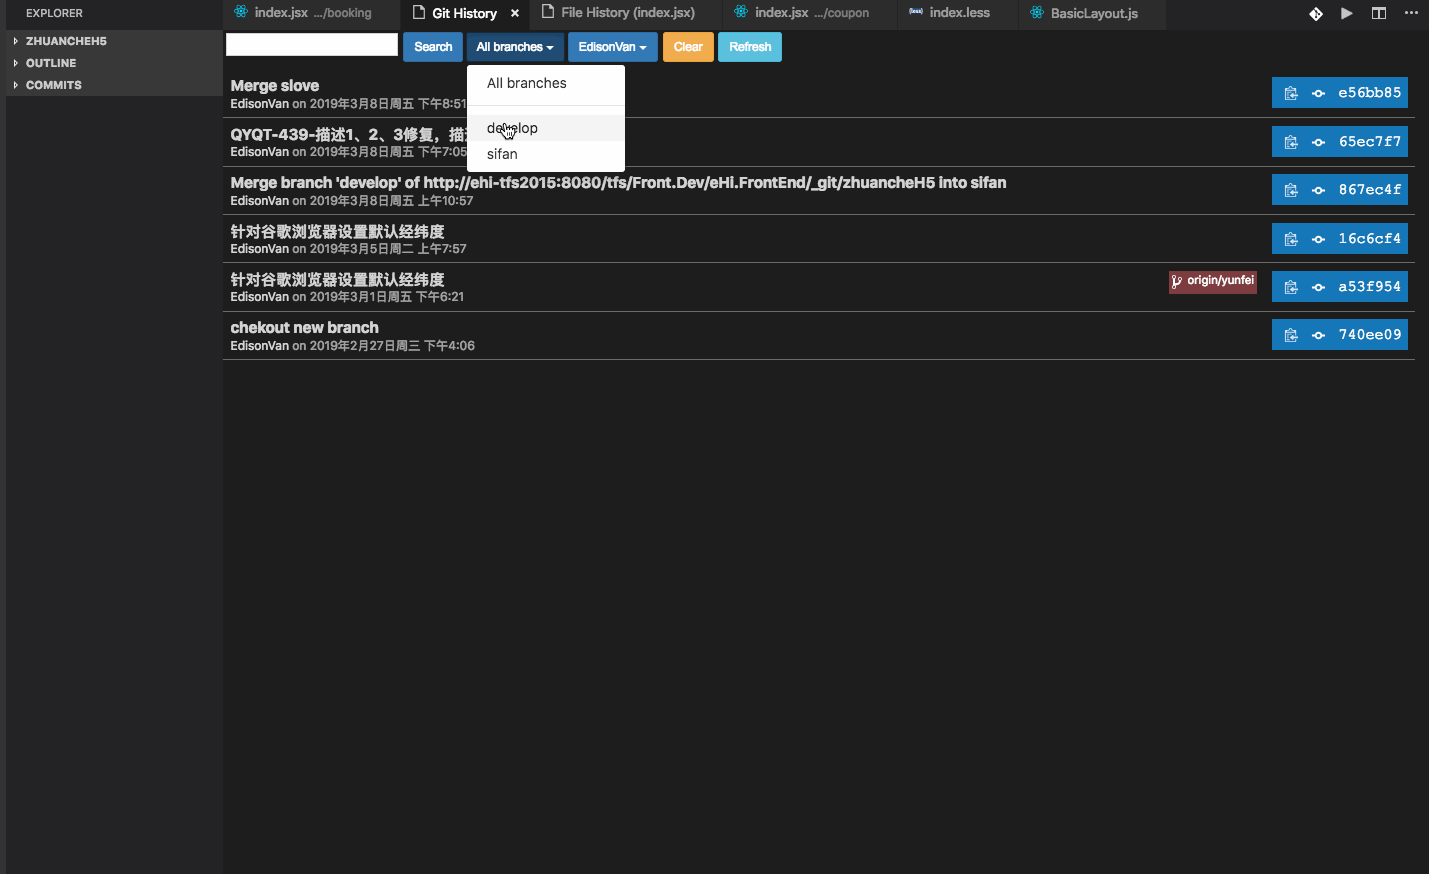 EXPLORER
index.jsx .../booking
Git History
File History (index.jsx)
index.jsx .../coupon
index.less
BasicLayout.js
ZHUANCHEH5
OUTLINE
COMMITS
Search
All branches
EdisonVan
Clear
Refresh
All branches
develop
sifan
Merge slove
EdisonVan on 2019年3月8日周五 下午8:51
e56bb85
QYQT-439-描述1、2、3修复，描
EdisonVan on 2019年3月8日周五 下午7:05
65ec7f7
Merge branch 'develop' of http://ehi-tfs2015:8080/tfs/Front.Dev/eHi.FrontEnd/_git/zhuancheH5 into sifan
EdisonVan on 2019年3月8日周五 上午10:57
867ec4f
针对谷歌浏览器设置默认经纬度
EdisonVan on 2019年3月5日周二 上午7:57
16c6cf4
针对谷歌浏览器设置默认经纬度
EdisonVan on 2019年3月1日周五 下午6:21
origin/yunfei
a53f954
chekout new branch
EdisonVan on 2019年2月27日周三 下午4:06
740ee09